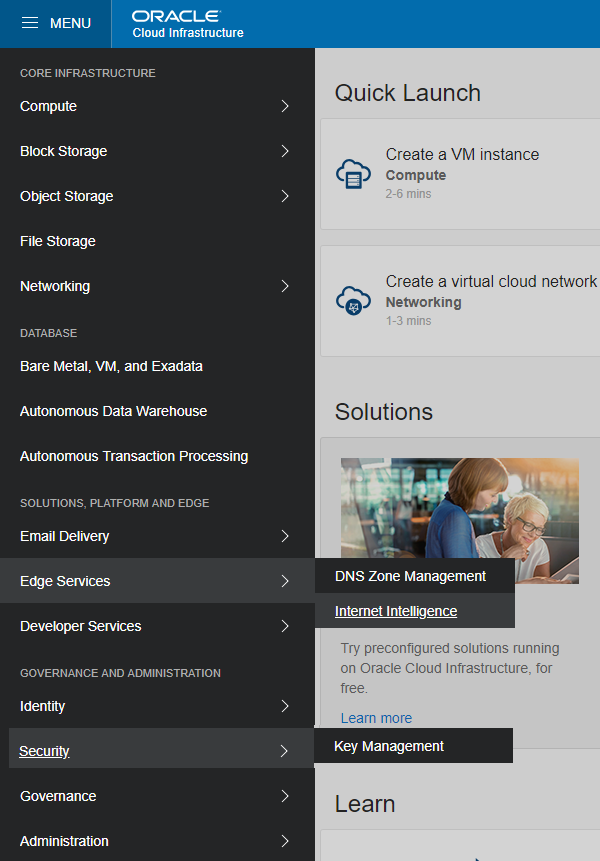 MENU
ORACLE
Cloud Infrastructure
CORE INFRASTRUCTURE
Compute
Block Storage
Object Storage
File Storage
Networking
DATABASE
Bare Metal, VM, and Exadata
Autonomous Data Warehouse
Autonomous Transaction Processing
SOLUTIONS, PLATFORM AND EDGE
Email Delivery
Edge Services
DNS Zone Management
Internet Intelligence
Developer Services
GOVERNANCE AND ADMINISTRATION
Identity
Security
Key Management
Governance
Administration
Quick Launch
Create a VM instance
Compute
2-6 mins
Create a virtual cloud network
Networking
1-3 mins
Solutions
Try preconfigured solutions running
on Oracle Cloud Infrastructure, for
free.
Learn more
Learn